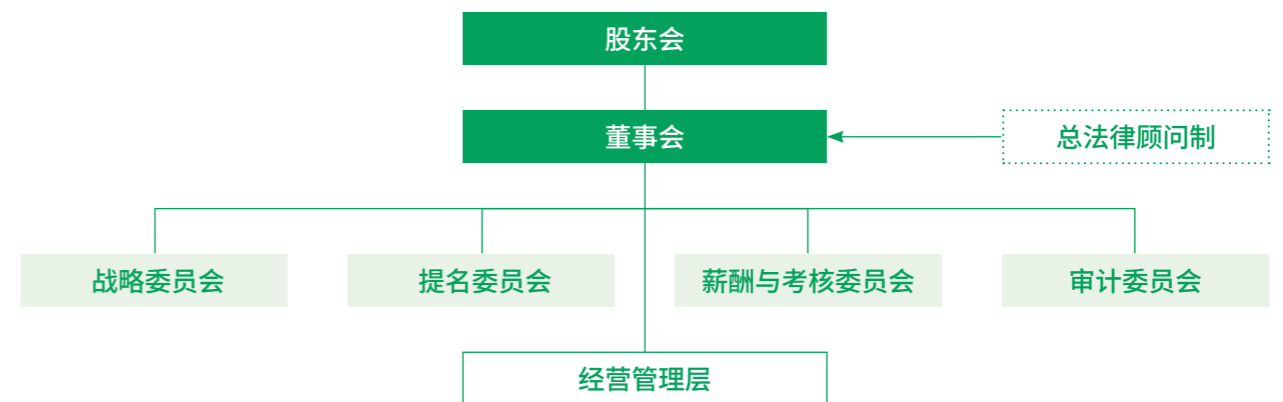 股东会
董事会
总法律顾问制
战略委员会
提名委员会
薪酬与考核委员会
审计委员会
经营管理层